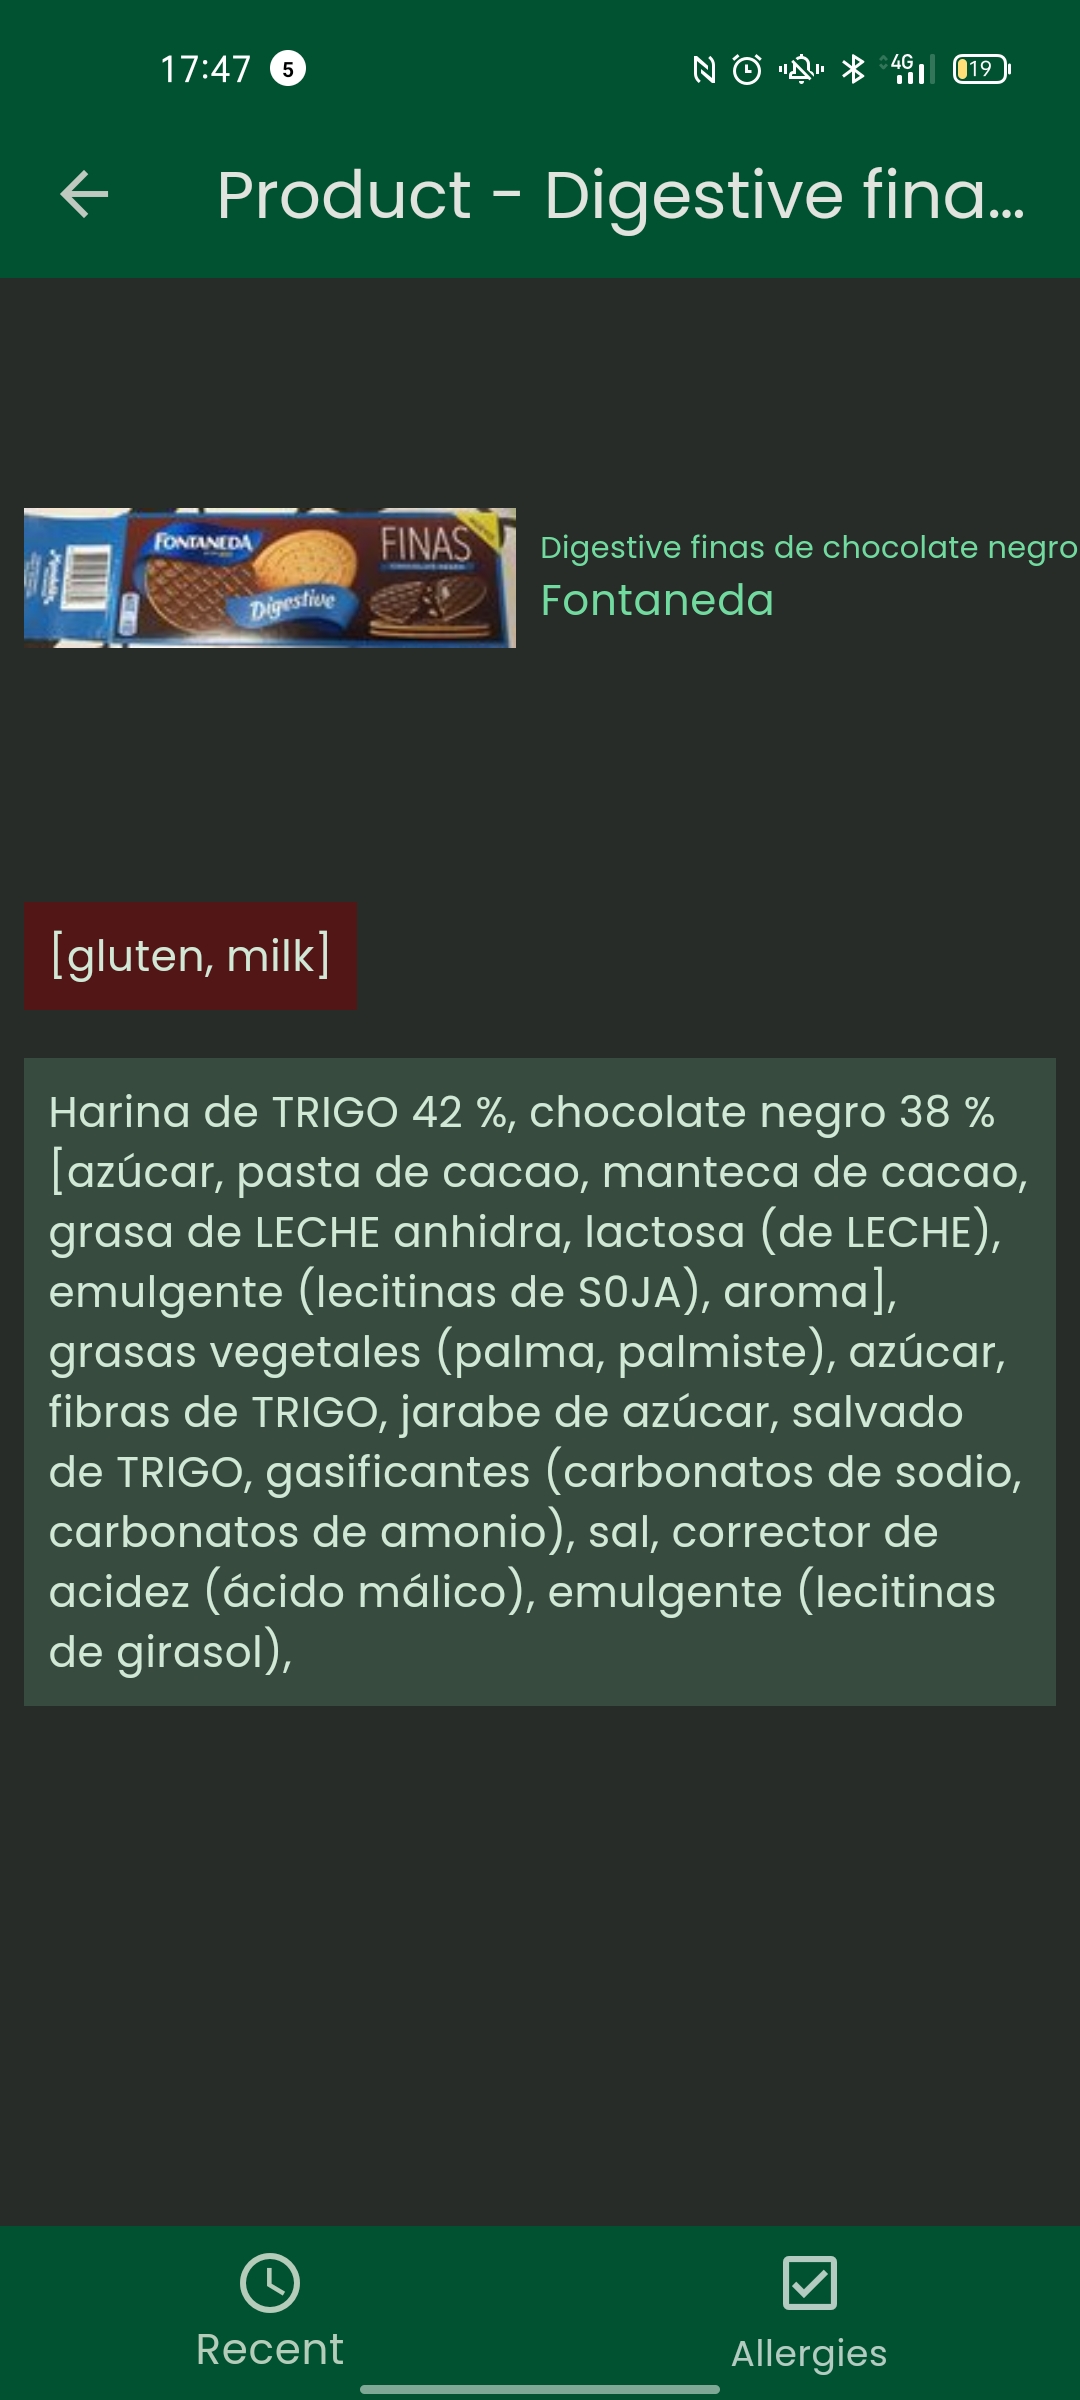 17:47 5 4G 19
Product - Digestive fina...
FONTANEDA
FINAS
Digestive
Digestive finas de chocolate negro
Fontaneda
[gluten, milk]
Harina de TRIGO 42 %, chocolate negro 38 %
[azúcar, pasta de cacao, manteca de cacao,
grasa de LECHE anhidra, lactosa (de LECHE),
emulgente (lecitinas de S0JA), aroma],
grasas vegetales (palma, palmiste), azúcar,
fibras de TRIGO, jarabe de azúcar, salvado
de TRIGO, gasificantes (carbonatos de sodio,
carbonatos de amonio), sal, corrector de
acidez (ácido málico), emulgente (lecitinas
de girasol),
Recent
Allergies